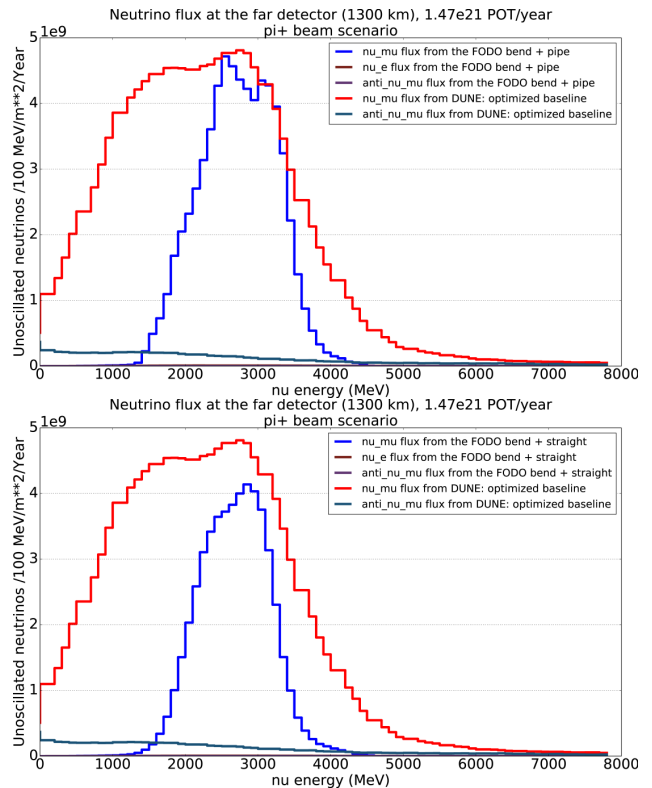 Neutrino flux at the far detector (1300 km), 1.47e21 POT/year
pi+ beam scenario
1e9
5
4
3
2
1
0
Unoscillated neutrinos /100 MeV/m**2/Year
nu_mu flux from the FODO bend + pipe
nu_e flux from the FODO bend + pipe
anti_nu_mu flux from the FODO bend + pipe
nu_mu flux from DUNE: optimized baseline
anti_nu_mu flux from DUNE: optimized baseline
0 1000 2000 3000 4000 5000 6000 7000 8000
nu energy (MeV)
Neutrino flux at the far detector (1300 km), 1.47e21 POT/year
pi+ beam scenario
1e9
5
4
3
2
1
0
Unoscillated neutrinos /100 MeV/m**2/Year
nu_mu flux from the FODO bend + straight
nu_e flux from the FODO bend + straight
anti_nu_mu flux from the FODO bend + straight
nu_mu flux from DUNE: optimized baseline
anti_nu_mu flux from DUNE: optimized baseline
0 1000 2000 3000 4000 5000 6000 7000 8000
nu energy (MeV)